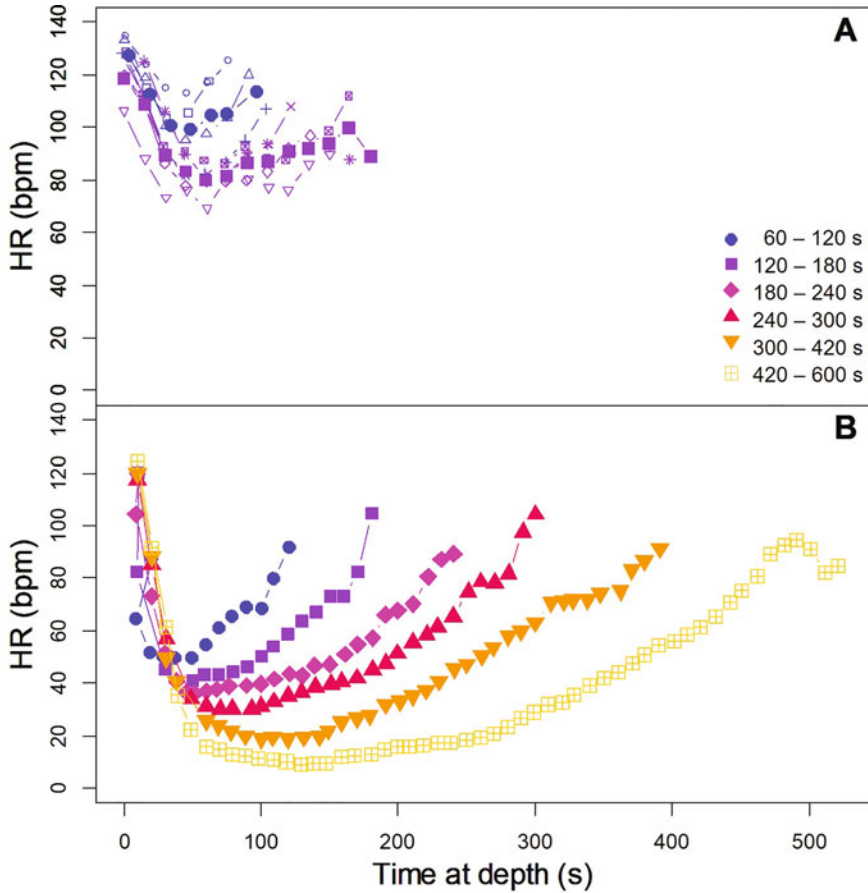 A
HR (bpm)
140
120
100
80
60
40
20
0
60 – 120 s
120 – 180 s
180 – 240 s
240 – 300 s
300 – 420 s
420 – 600 s
B
HR (bpm)
140
120
100
80
60
40
20
0
0 100 200 300 400 500
Time at depth (s)